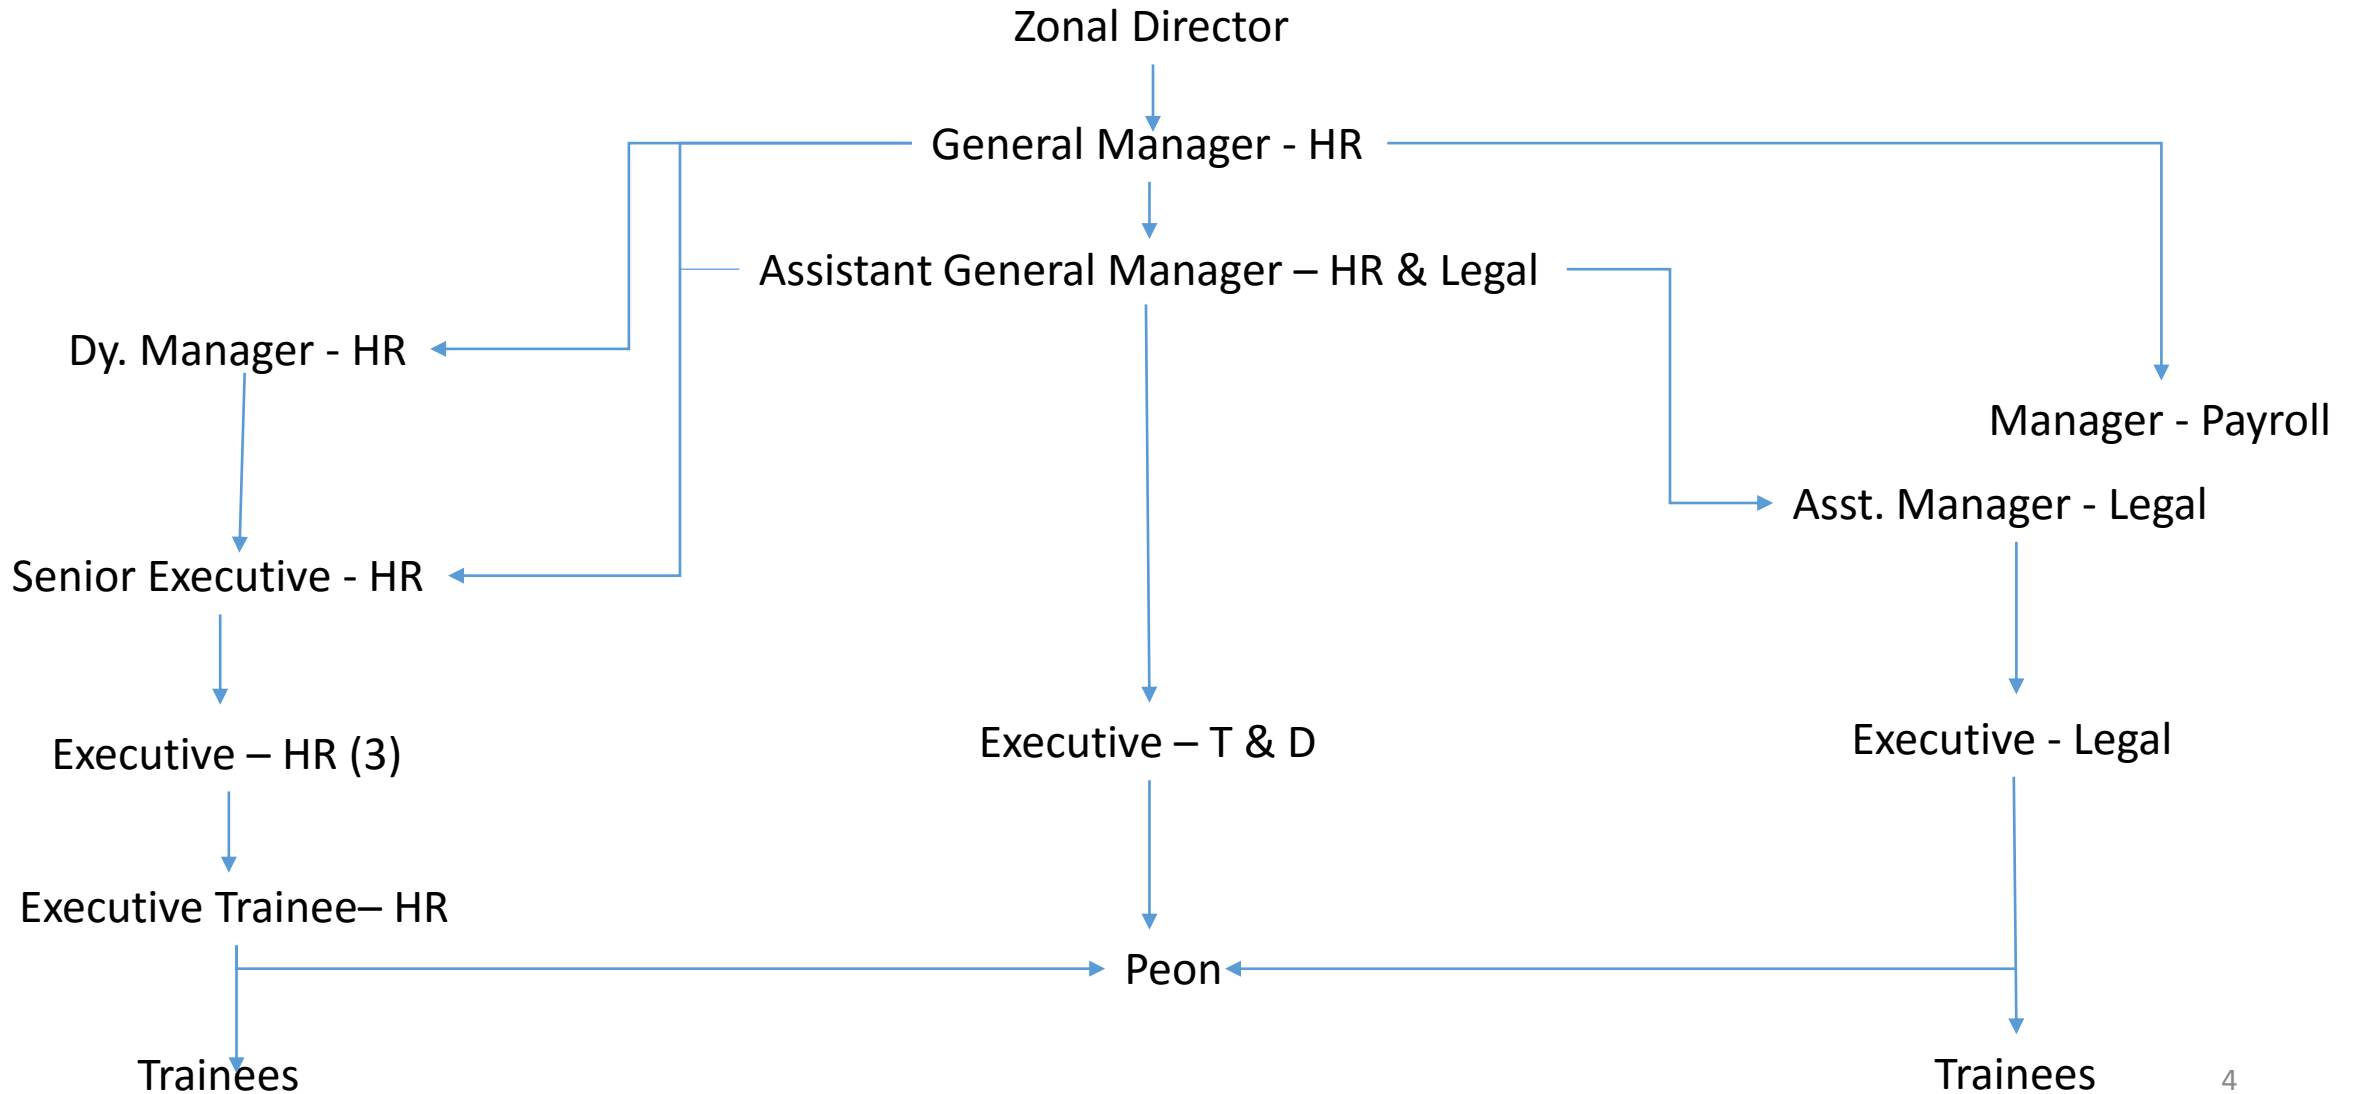 Zonal Director
General Manager - HR
Assistant General Manager – HR & Legal
Dy. Manager - HR
Manager - Payroll
Asst. Manager - Legal
Senior Executive - HR
Executive – HR (3)
Executive – T & D
Executive - Legal
Executive Trainee– HR
Peon
Trainees
Trainees
4